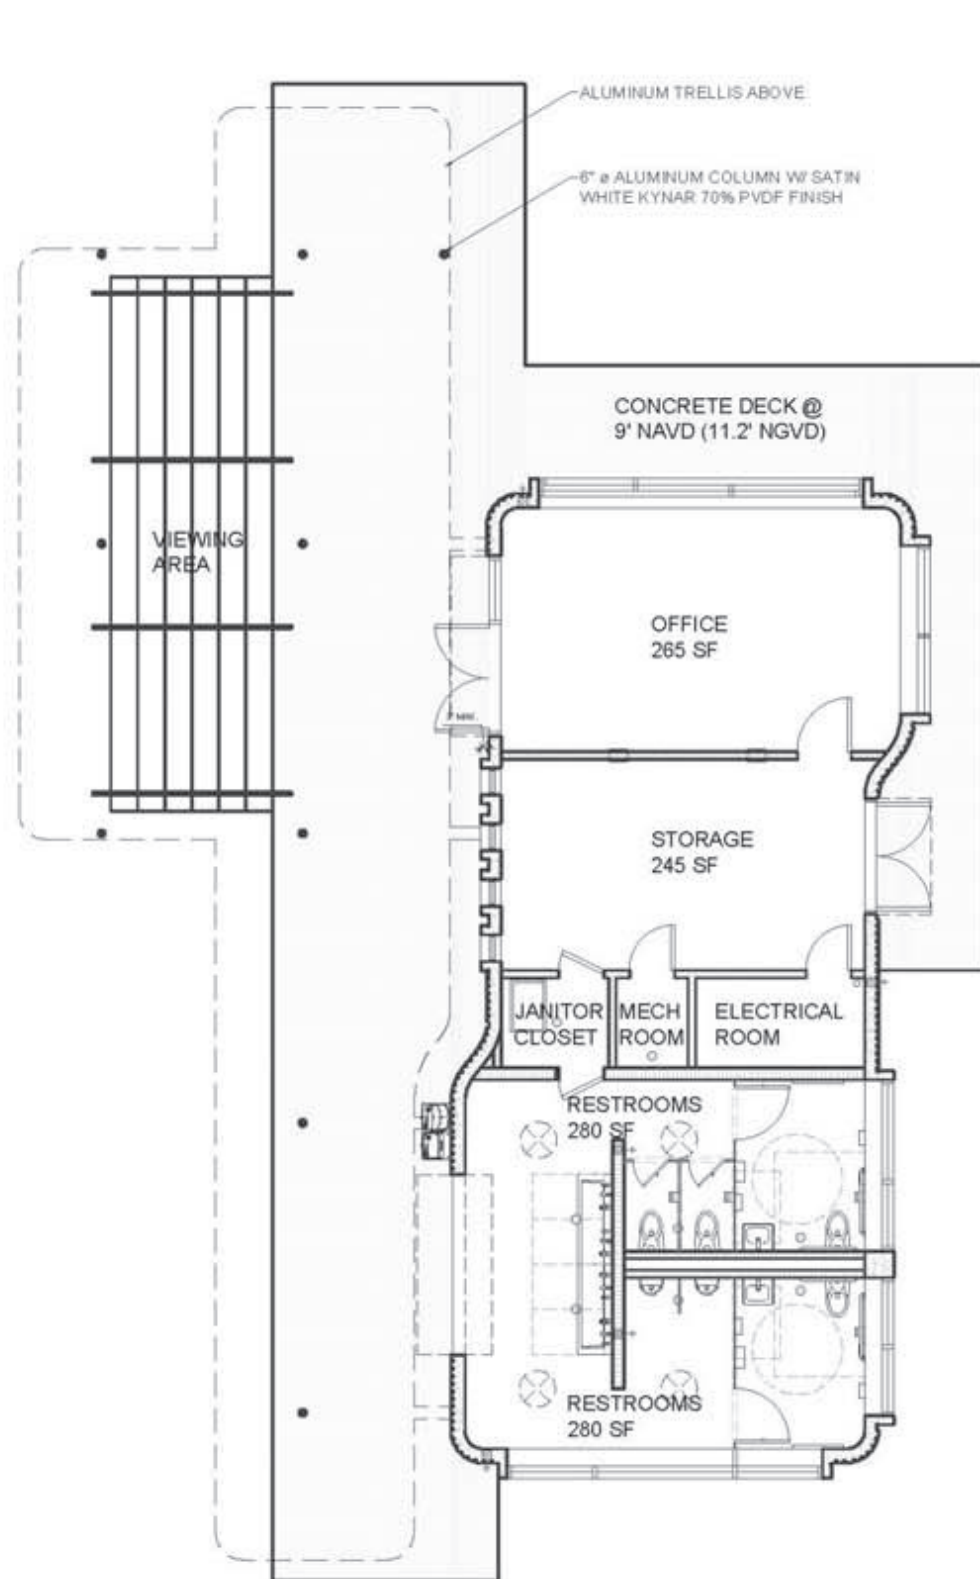 ALUMINUM TRELLIS ABOVE
6" ø ALUMINUM COLUMN W/ SATIN
WHITE KYNAR 70% PVDF FINISH
CONCRETE DECK @
9' NAVD (11.2' NGVD)
VIEWING
AREA
OFFICE
265 SF
STORAGE
245 SF
JANITOR
CLOSET
MECH
ROOM
ELECTRICAL
ROOM
RESTROOMS
280 SF
RESTROOMS
280 SF